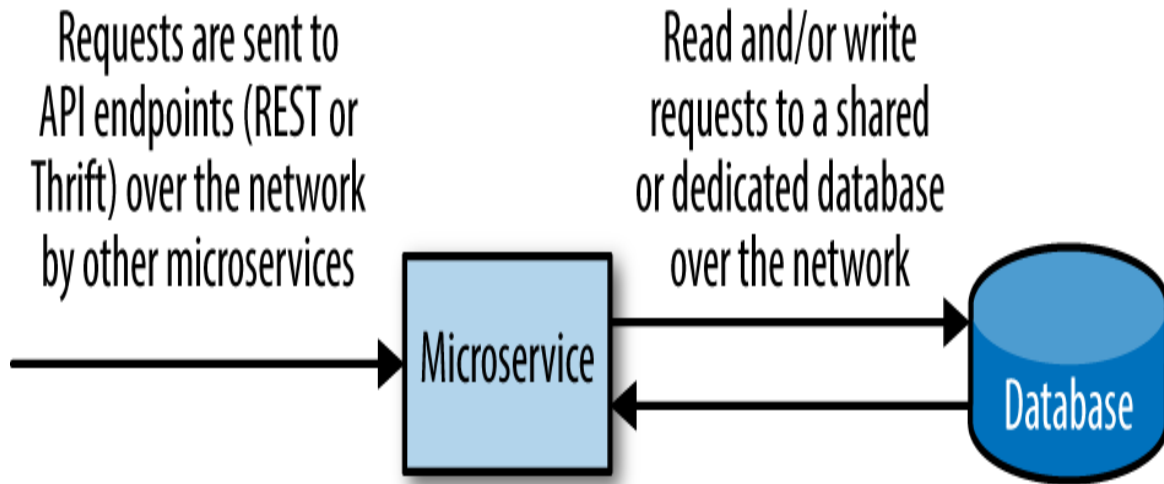 Requests are sent to
API endpoints (REST or
Thrift) over the network
by other microservices
Read and/or write
requests to a shared
or dedicated database
over the network
Microservice
Database